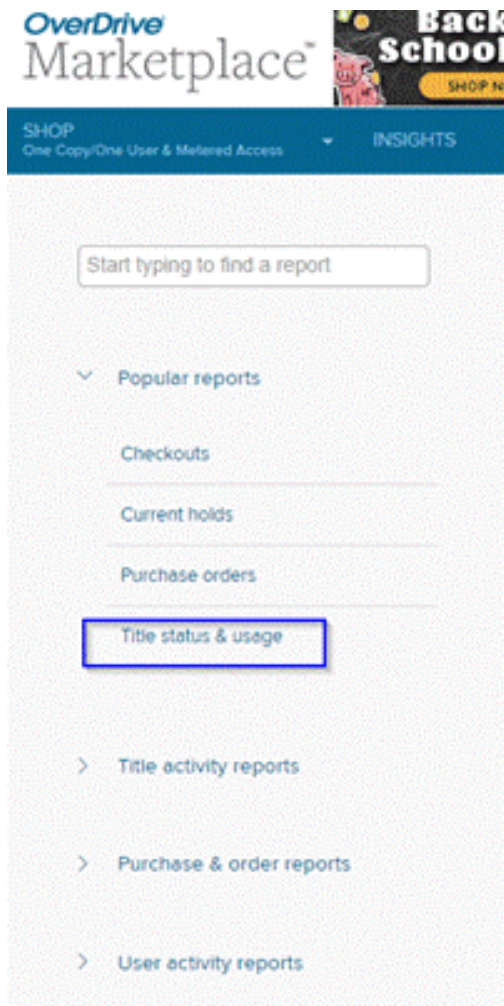 OverDrive
Marketplace™
Back
School
SHOP
SHOP
One Copy/One User & Metered Access
INSIGHTS
Start typing to find a report
Popular reports
Checkouts
Current holds
Purchase orders
Title status & usage
Title activity reports
Purchase & order reports
User activity reports